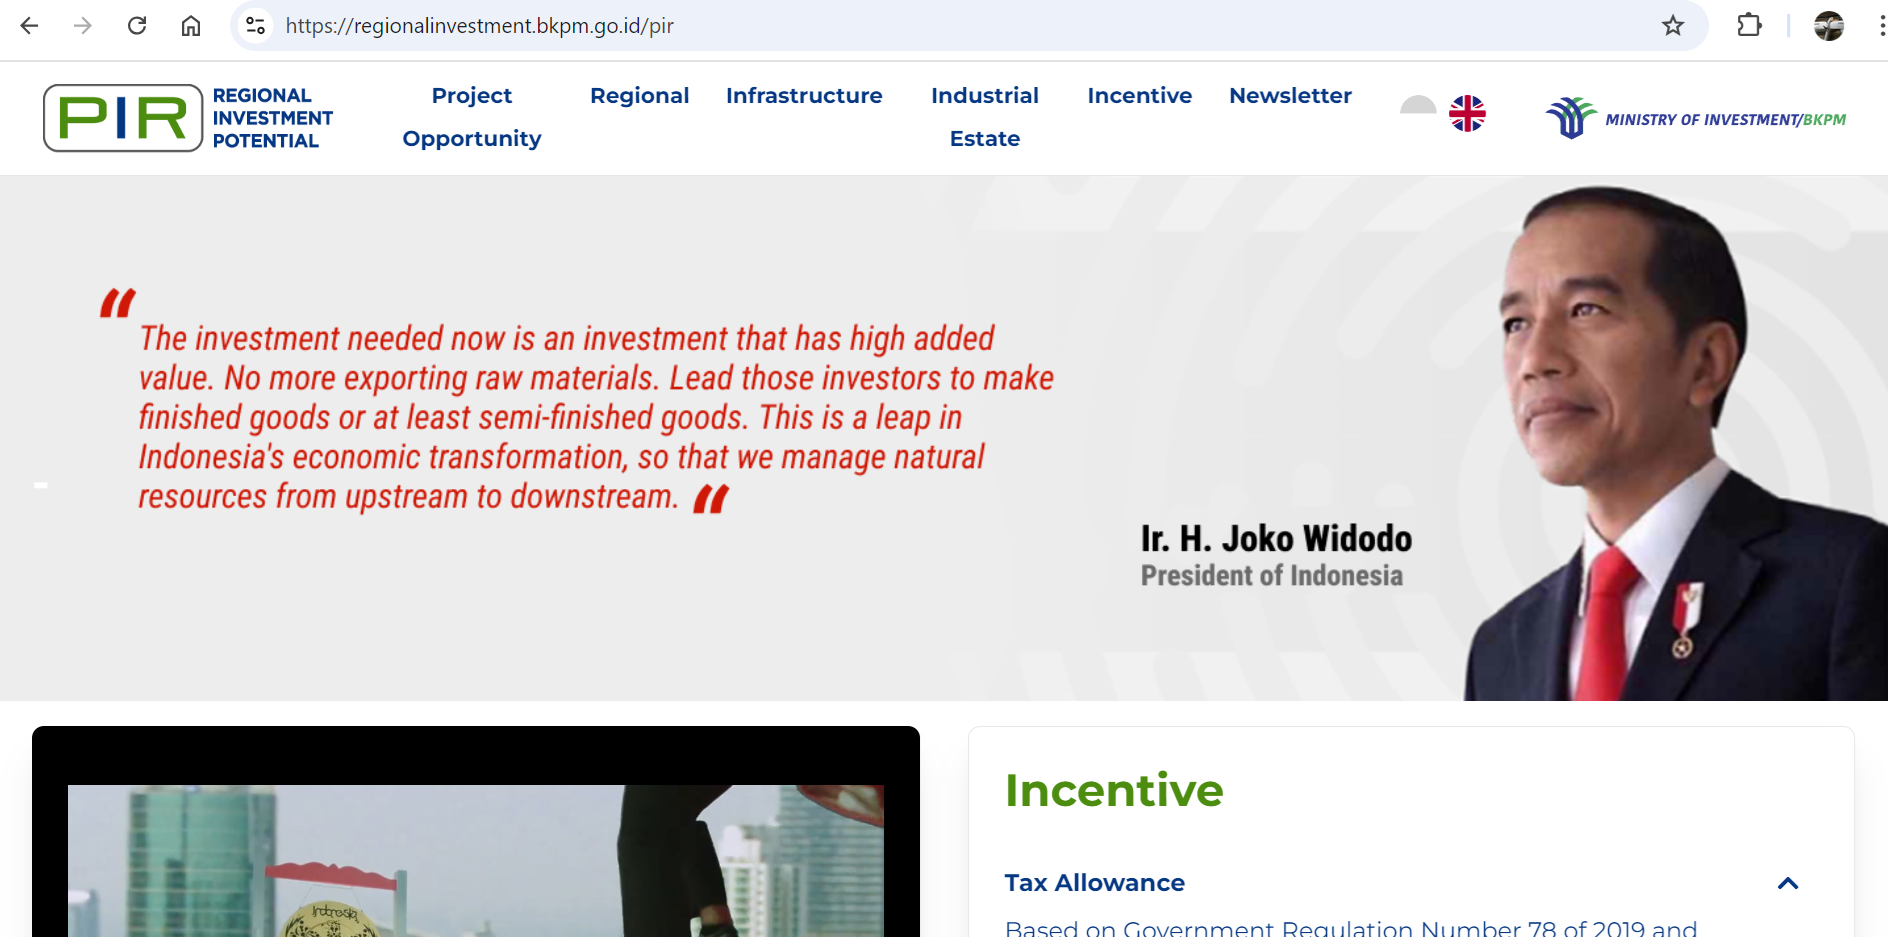 https://regionalinvestment.bkpm.go.id/pir
PIR
REGIONAL
INVESTMENT
POTENTIAL
Project
Opportunity
Regional
Infrastructure
Industrial
Estate
Incentive
Newsletter
MINISTRY OF INVESTMENT/BKPM
“
The investment needed now is an investment that has high added
value. No more exporting raw materials. Lead those investors to make
finished goods or at least semi-finished goods. This is a leap in
Indonesia's economic transformation, so that we manage natural
resources from upstream to downstream. “
Ir. H. Joko Widodo
President of Indonesia
Indonesia
Incentive
Tax Allowance
Based on Government Regulation Number 78 of 2019 and